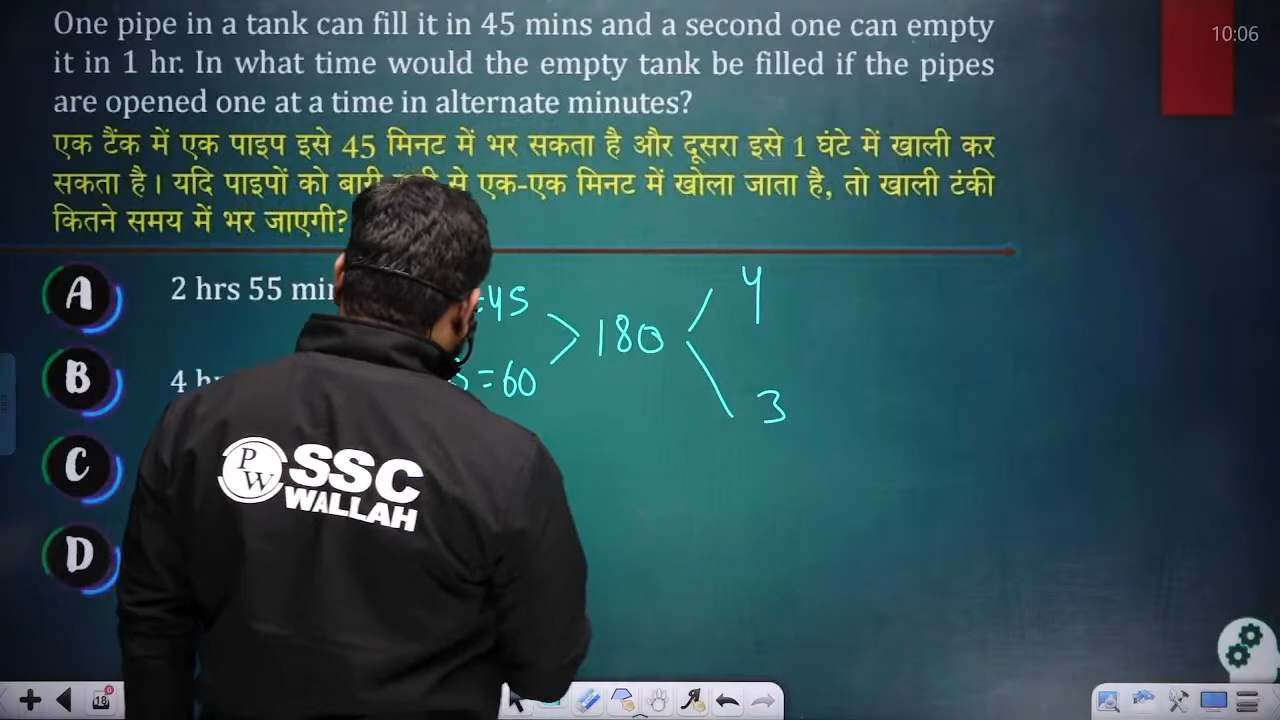 One pipe in a tank can fill it in 45 mins and a second one can empty
10:06
it in 1 hr. In what time would the empty tank be filled if the pipes
are opened one at a time in alternate minutes?
एक टैंक में एक पाइप इसे 45 मिनट में भर सकता है और दूसरा इसे 1 घंटे में खाली कर
सकता है। यदि पाइपों को बारी से एक-एक मिनट में खोला जाता है, तो खाली टंकी
कितने समय में भर जाएगी?
A 2 hrs 55
=45
180
4
3
B 4
=60
C
D
PW SSC
WALLAH
18